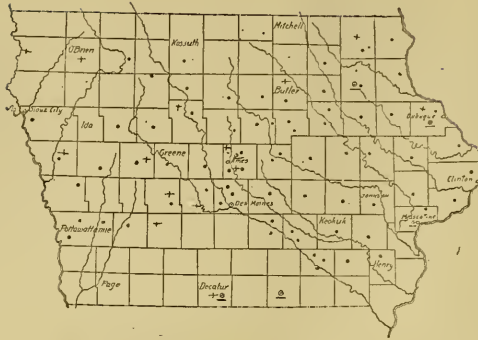 Mitchell
Kossuth
O'Brien
Butler
Sioux City
Dubuque
Ida
Greene
Ames
Clinton
Johnson
Des Moines
Muscatine
Keokuk
Pottawattamie
Henry
Page
Decatur